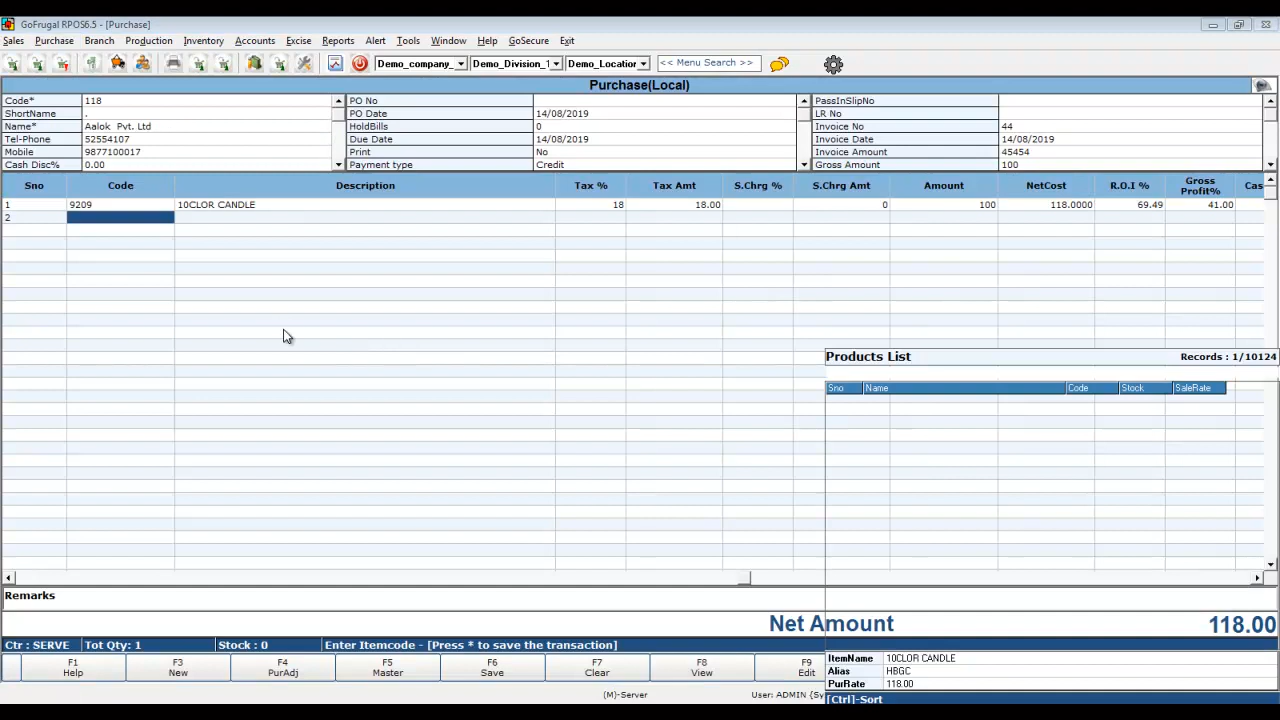 GoFrugal RPOS6.5 - [Purchase]
Sales Purchase Branch Production Inventory Accounts Excise Reports Alert Tools Window Help GoSecure Exit
Demo_company_ Demo_Division_1 Demo_Location << Menu Search >>
Purchase(Local)
Code* 118 PO No PassInSlipNo
ShortName . PO Date 14/08/2019 LR No
Name* Aalok Pvt. Ltd HoldBills 0 Invoice No 44
Tel-Phone 52554107 Due Date 14/08/2019 Invoice Date 14/08/2019
Mobile 9877100017 Print No Invoice Amount 45454
Cash Disc% 0.00 Payment type Credit Gross Amount 100
Sno Code Description Tax % Tax Amt S.Chrg % S.Chrg Amt Amount NetCost R.O.I % Gross Profit% Cas
1 9209 10CLOR CANDLE 18 18.00 0 100 118.0000 69.49 41.00
2
Products List Records : 1/10124
Sno Name Code Stock SaleRate
Remarks
Net Amount 118.00
Ctr : SERVE Tot Qty: 1 Stock : 0 Enter Itemcode - [Press * to save the transaction]
F1 F3 F4 F5 F6 F7 F8 F9
Help New PurAdj Master Save Clear View Edit
ItemName 10CLOR CANDLE
Alias HBGC
PurRate 118.00
(M)-Server User: ADMIN {Sy
[Ctrl]-Sort